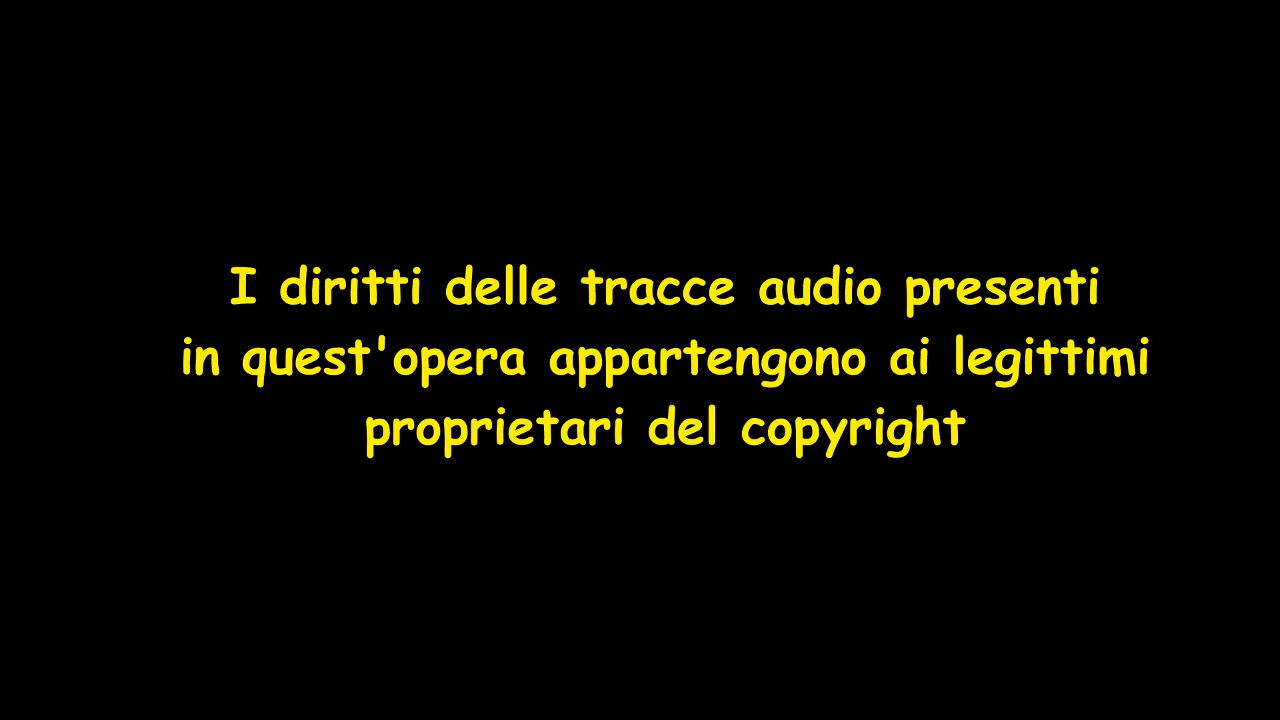 I diritti delle tracce audio presenti
in quest'opera appartengono ai legittimi
proprietari del copyright